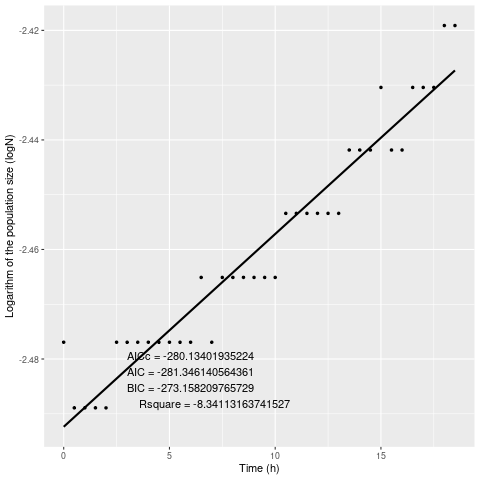 Logarithm of the population size (logN)
-2.42
-2.44
-2.46
-2.48
AICc = -280.13401935224
AIC = -281.346140564361
BIC = -273.158209765729
Rsquare = -8.34113163741527
0 5 10 15
Time (h)